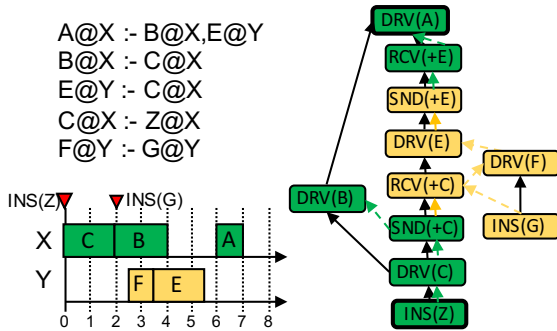 A@X :- B@X,E@Y
B@X :- C@X
E@Y :- C@X
C@X :- Z@X
F@Y :- G@Y
INS(Z)
INS(G)
X
C
B
A
Y
F
E
0 1 2 3 4 5 6 7 8
DRV(A)
RCV(+E)
SND(+E)
DRV(E)
DRV(F)
RCV(+C)
DRV(B)
INS(G)
SND(+C)
DRV(C)
INS(Z)